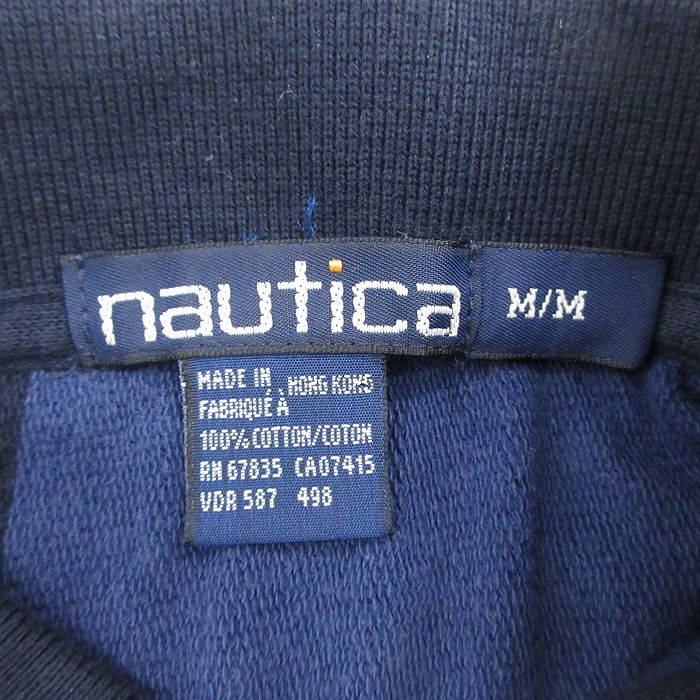 nautica
M/M
MADE IN HONG KONG
FABRIQUÉ À
100% COTTON/COTON
RN 67835 CA07415
VDR 587 498